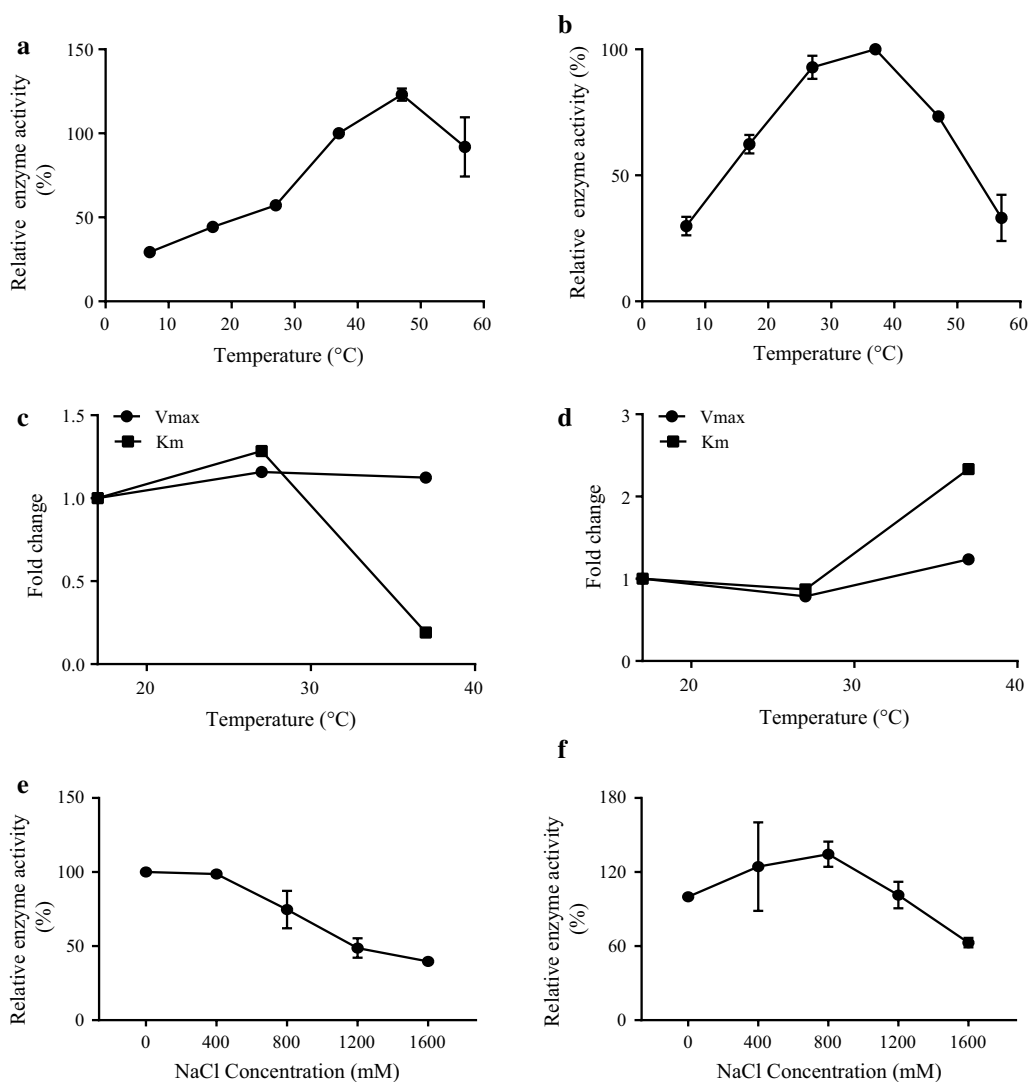 a
Relative enzyme activity
(%)
150
100
50
0
0 10 20 30 40 50 60
Temperature (°C)
b
Relative enzyme activity (%)
100
50
0
0 10 20 30 40 50 60
Temperature (°C)
c
Vmax
Km
Fold change
1.5
1.0
0.5
0.0
20 30 40
Temperature (°C)
d
Vmax
Km
Fold change
3
2
1
0
20 30 40
Temperature (°C)
e
Relative enzyme activity
(%)
150
100
50
0
0 400 800 1200 1600
NaCl Concentration (mM)
f
Relative enzyme activity
(%)
180
120
60
0
0 400 800 1200 1600
NaCl Concentration (mM)